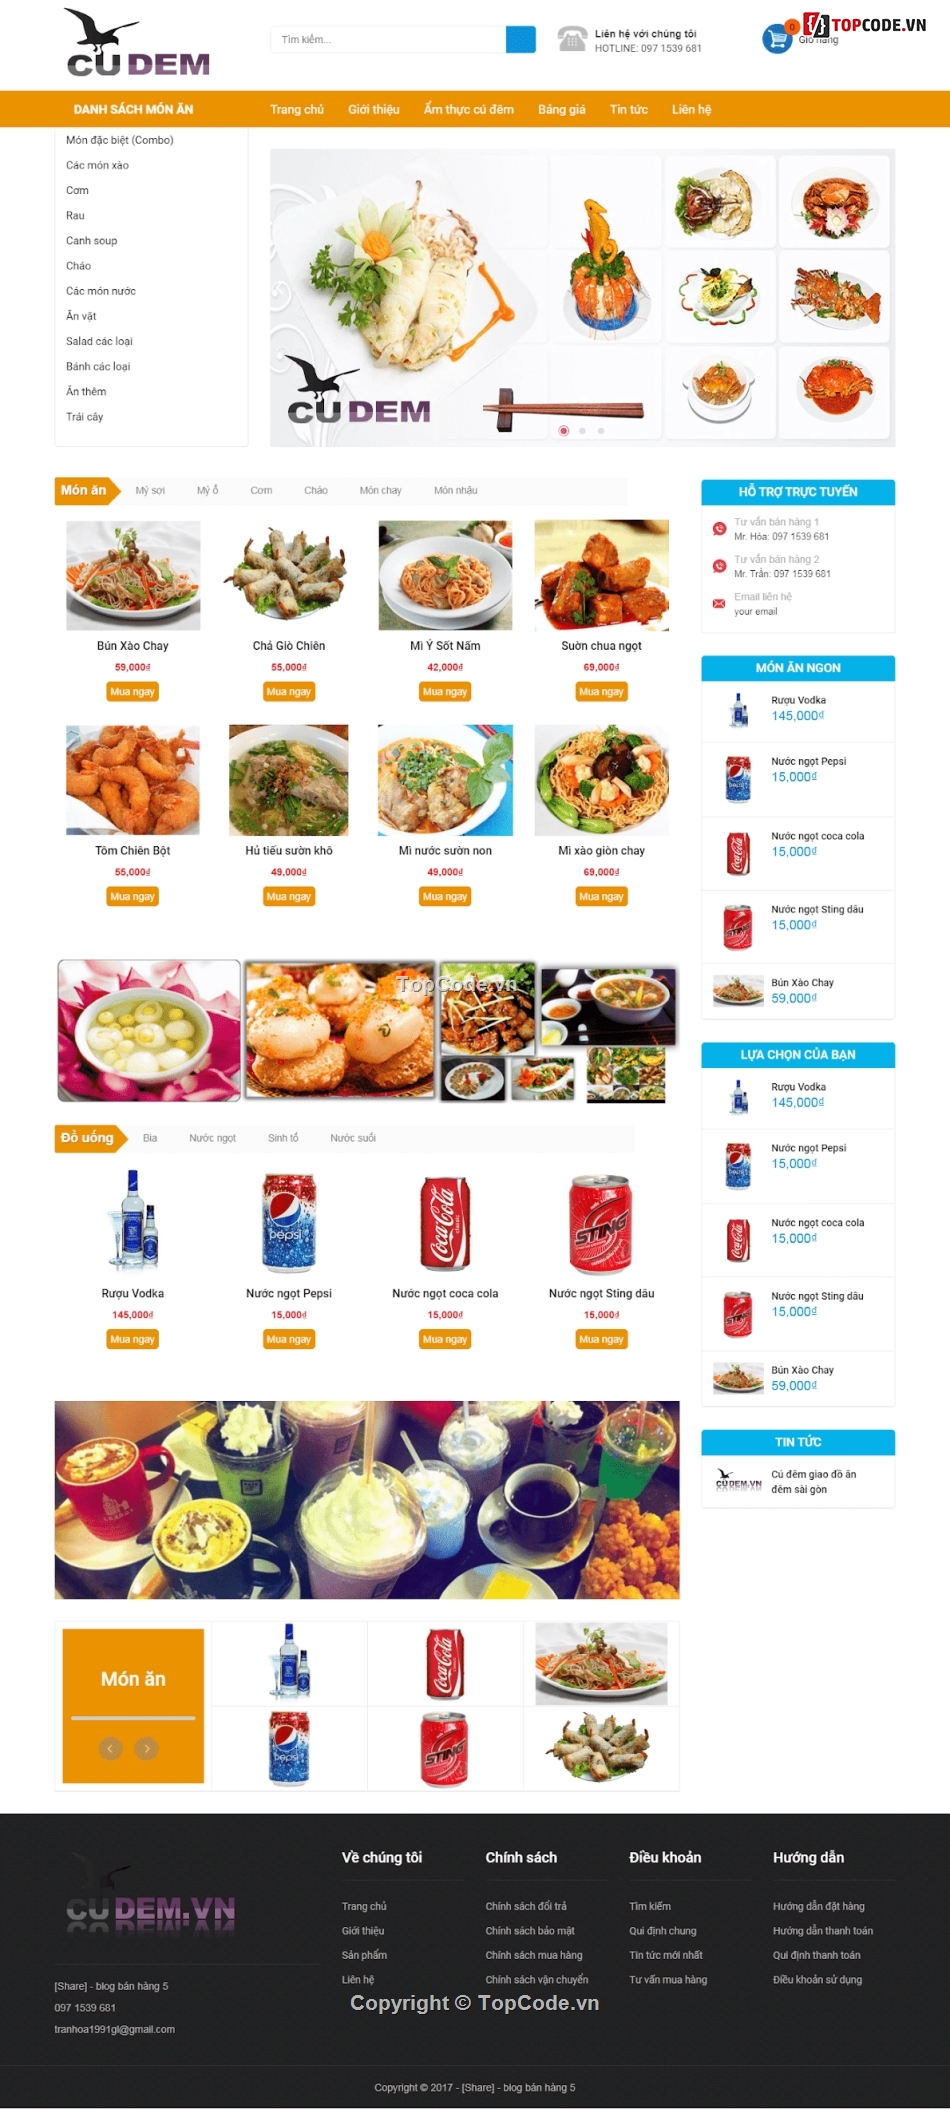 CU DEM
Tìm kiếm...
Liên hệ với chúng tôi
HOTLINE: 097 1539 681
0
Giỏ hàng
TOPCODE.VN
DANH SÁCH MÓN ĂN
Trang chủ
Giới thiệu
Ẩm thực cú đêm
Bảng giá
Tin tức
Liên hệ
Món đặc biệt (Combo)
Các món xào
Cơm
Rau
Canh soup
Cháo
Các món nước
Ăn vặt
Salad các loại
Bánh các loại
Ăn thêm
Trái cây
CU DEM
Món ăn
Mỳ sợi
Mỳ ố
Cơm
Cháo
Món chay
Món nhậu
Bún Xào Chay
Chả Giò Chiên
Mì Ý Sốt Nấm
Sườn chua ngọt
59,000₫
55,000₫
42,000₫
69,000₫
Mua ngay
Mua ngay
Mua ngay
Mua ngay
Tôm Chiên Bột
Hủ tiếu sườn khô
Mì nước sườn non
Mì xào giòn chay
55,000₫
49,000₫
49,000₫
69,000₫
Mua ngay
Mua ngay
Mua ngay
Mua ngay
TopCode.vn
Đồ uống
Bia
Nước ngọt
Sinh tố
Nước suối
pepsi
Coca-Cola
STING
Rượu Vodka
Nước ngọt Pepsi
Nước ngọt coca cola
Nước ngọt Sting dâu
145,000₫
15,000₫
15,000₫
15,000₫
Mua ngay
Mua ngay
Mua ngay
Mua ngay
HỖ TRỢ TRỰC TUYẾN
Tư vấn bán hàng 1
Mr. Hòa: 097 1539 681
Tư vấn bán hàng 2
Mr. Trần: 097 1539 681
Email liên hệ
your email
MÓN ĂN NGON
Rượu Vodka
145,000₫
Nước ngọt Pepsi
15,000₫
Nước ngọt coca cola
15,000₫
Nước ngọt Sting dâu
15,000₫
Bún Xào Chay
59,000₫
LỰA CHỌN CỦA BẠN
Rượu Vodka
145,000₫
Nước ngọt Pepsi
15,000₫
Nước ngọt coca cola
15,000₫
Nước ngọt Sting dâu
15,000₫
Bún Xào Chay
59,000₫
TIN TỨC
CUDEM.VN
Cú đêm giao đồ ăn
đêm sài gòn
Món ăn
Coca-Cola
pepsi
STING
CU DEM.VN
[Share] - blog bán hàng 5
097 1539 681
tranhoa1991gl@gmail.com
Về chúng tôi
Trang chủ
Giới thiệu
Sản phẩm
Liên hệ
Chính sách
Chính sách đổi trả
Chính sách bảo mật
Chính sách mua hàng
Chính sách vận chuyển
Điều khoản
Tìm kiếm
Qui định chung
Tin tức mới nhất
Tư vấn mua hàng
Hướng dẫn
Hướng dẫn đặt hàng
Hướng dẫn thanh toán
Qui định thanh toán
Điều khoản sử dụng
Copyright © TopCode.vn
Copyright © 2017 - [Share] - blog bán hàng 5